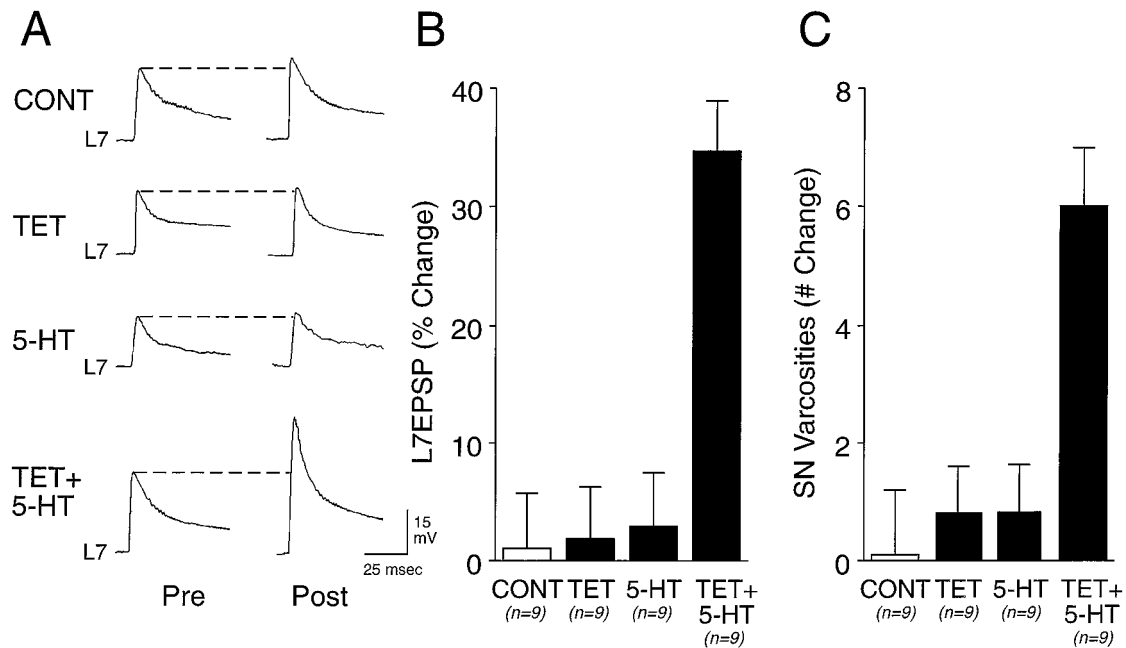 A
CONT
L7
TET
L7
5-HT
L7
TET+
5-HT
L7
15
mV
25 msec
Pre
Post
B
L7EPSP (% Change)
40
30
20
10
0
CONT
(n=9)
TET
(n=9)
5-HT
(n=9)
TET+
5-HT
(n=9)
C
SN Varcosities (# Change)
8
6
4
2
0
CONT
(n=9)
TET
(n=9)
5-HT
(n=9)
TET+
5-HT
(n=9)